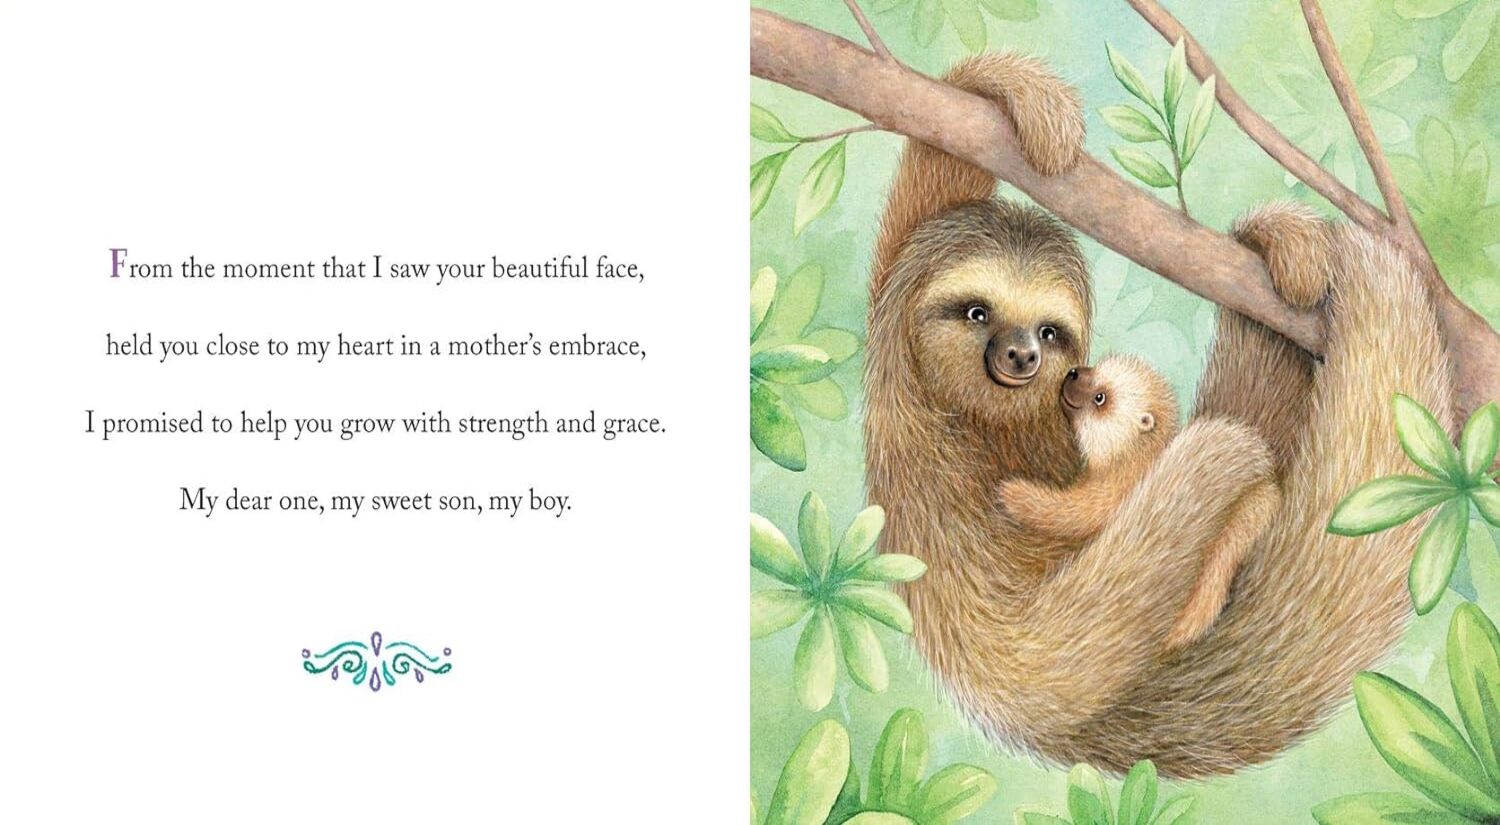 From the moment that I saw your beautiful face,
held you close to my heart in a mother’s embrace,
I promised to help you grow with strength and grace.
My dear one, my sweet son, my boy.